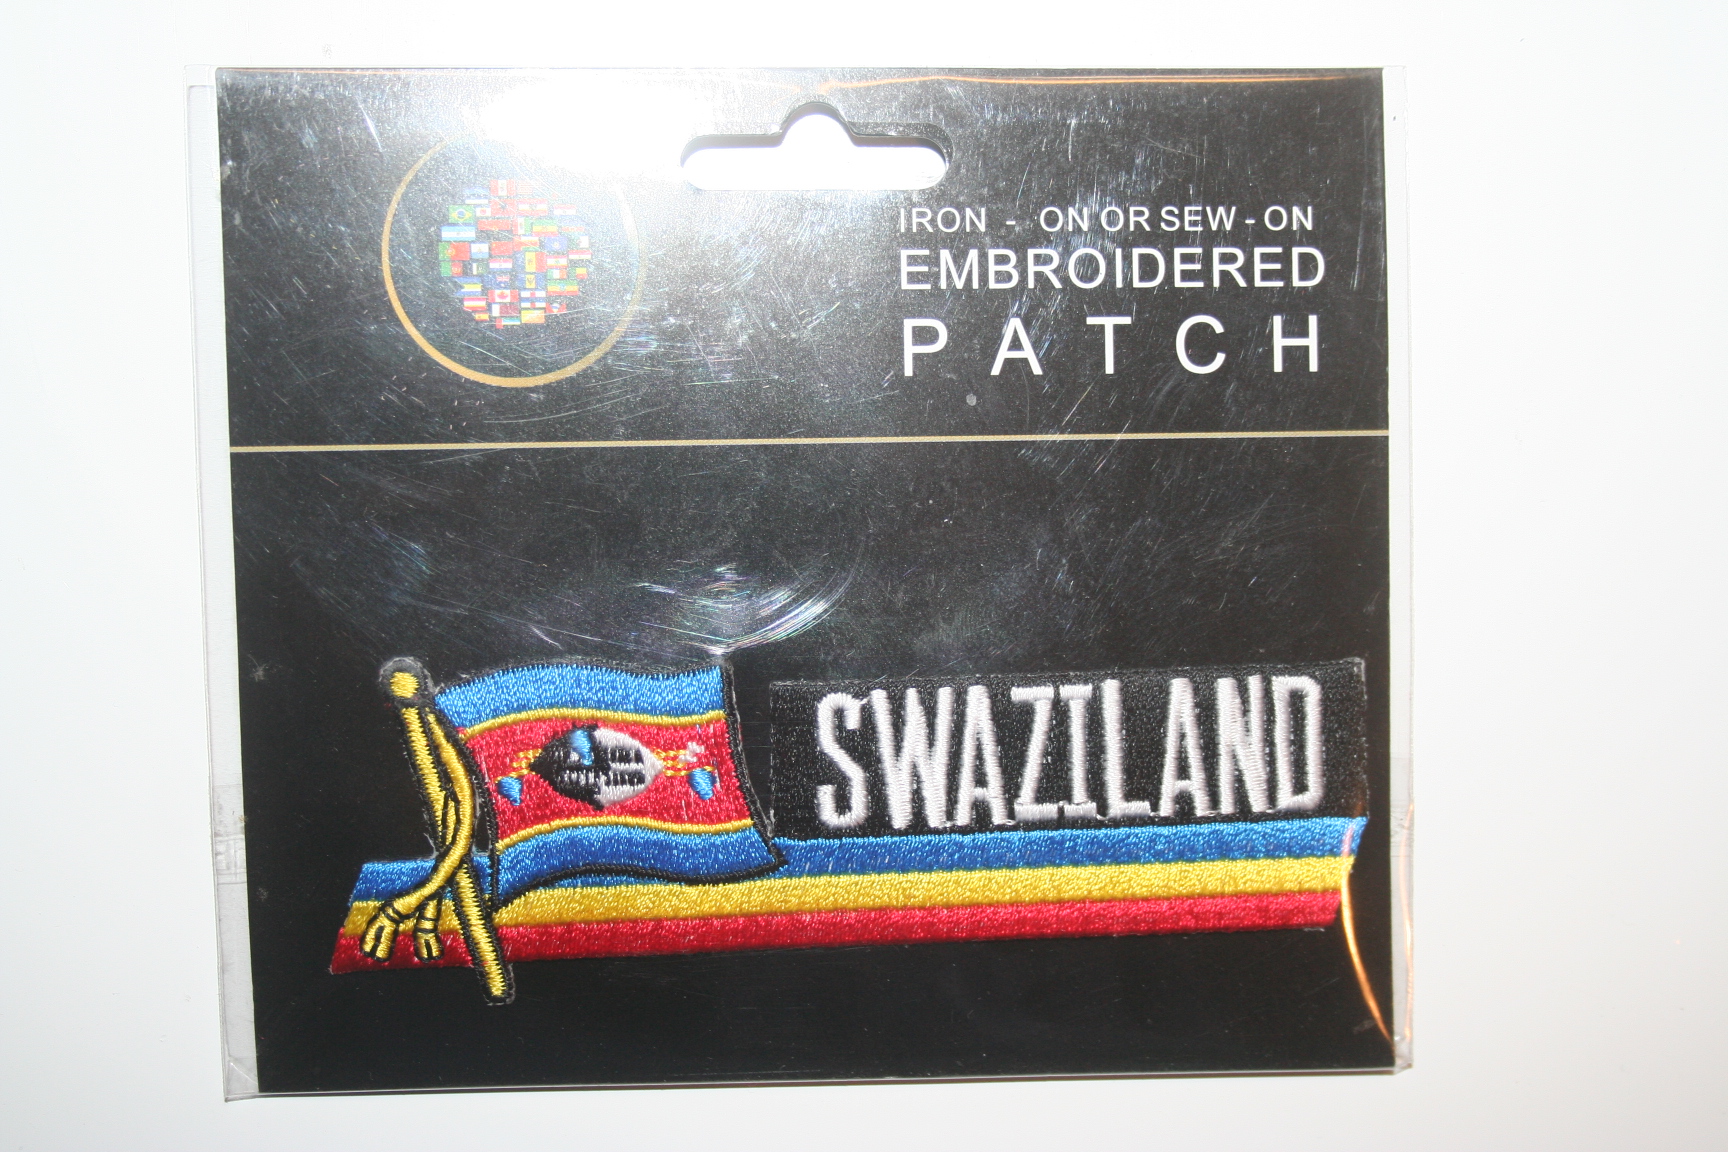 IRON - ON OR SEW - ON
EMBROIDERED
PATCH
SWAZILAND